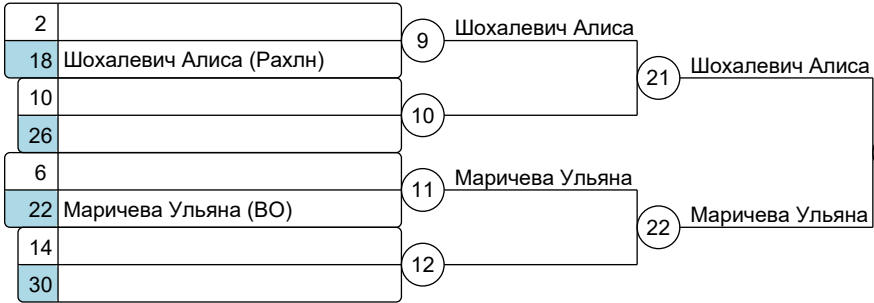 2
18 Шохалевич Алиса (Рахлн)
9 Шохалевич Алиса
10
26
10
21 Шохалевич Алиса
6
22 Маричева Ульяна (ВО)
11 Маричева Ульяна
14
30
12
22 Маричева Ульяна